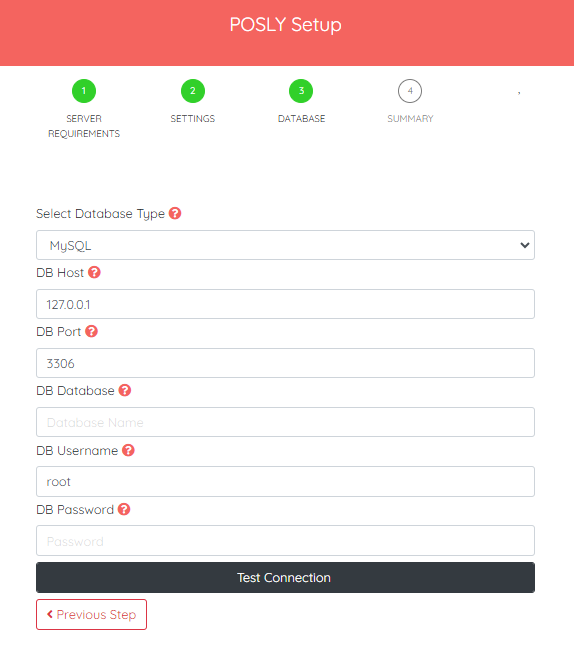 POSLY Setup
1
2
3
4
SERVER
REQUIREMENTS
SETTINGS
DATABASE
SUMMARY
Select Database Type ?
MySQL
DB Host ?
127.0.0.1
DB Port ?
3306
DB Database ?
Database Name
DB Username ?
root
DB Password ?
Password
Test Connection
Previous Step